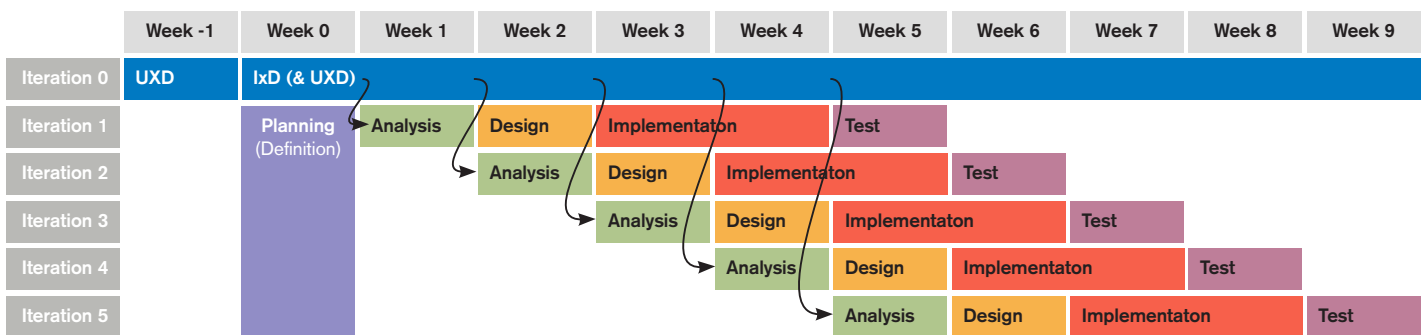 Week -1 Week 0 Week 1 Week 2 Week 3 Week 4 Week 5 Week 6 Week 7 Week 8 Week 9
Iteration 0 UXD IxD (& UXD)
Iteration 1 Planning Analysis Design Implementaton Test
(Definition)
Iteration 2 Analysis Design Implementaton Test
Iteration 3 Analysis Design Implementaton Test
Iteration 4 Analysis Design Implementaton Test
Iteration 5 Analysis Design Implementaton Test